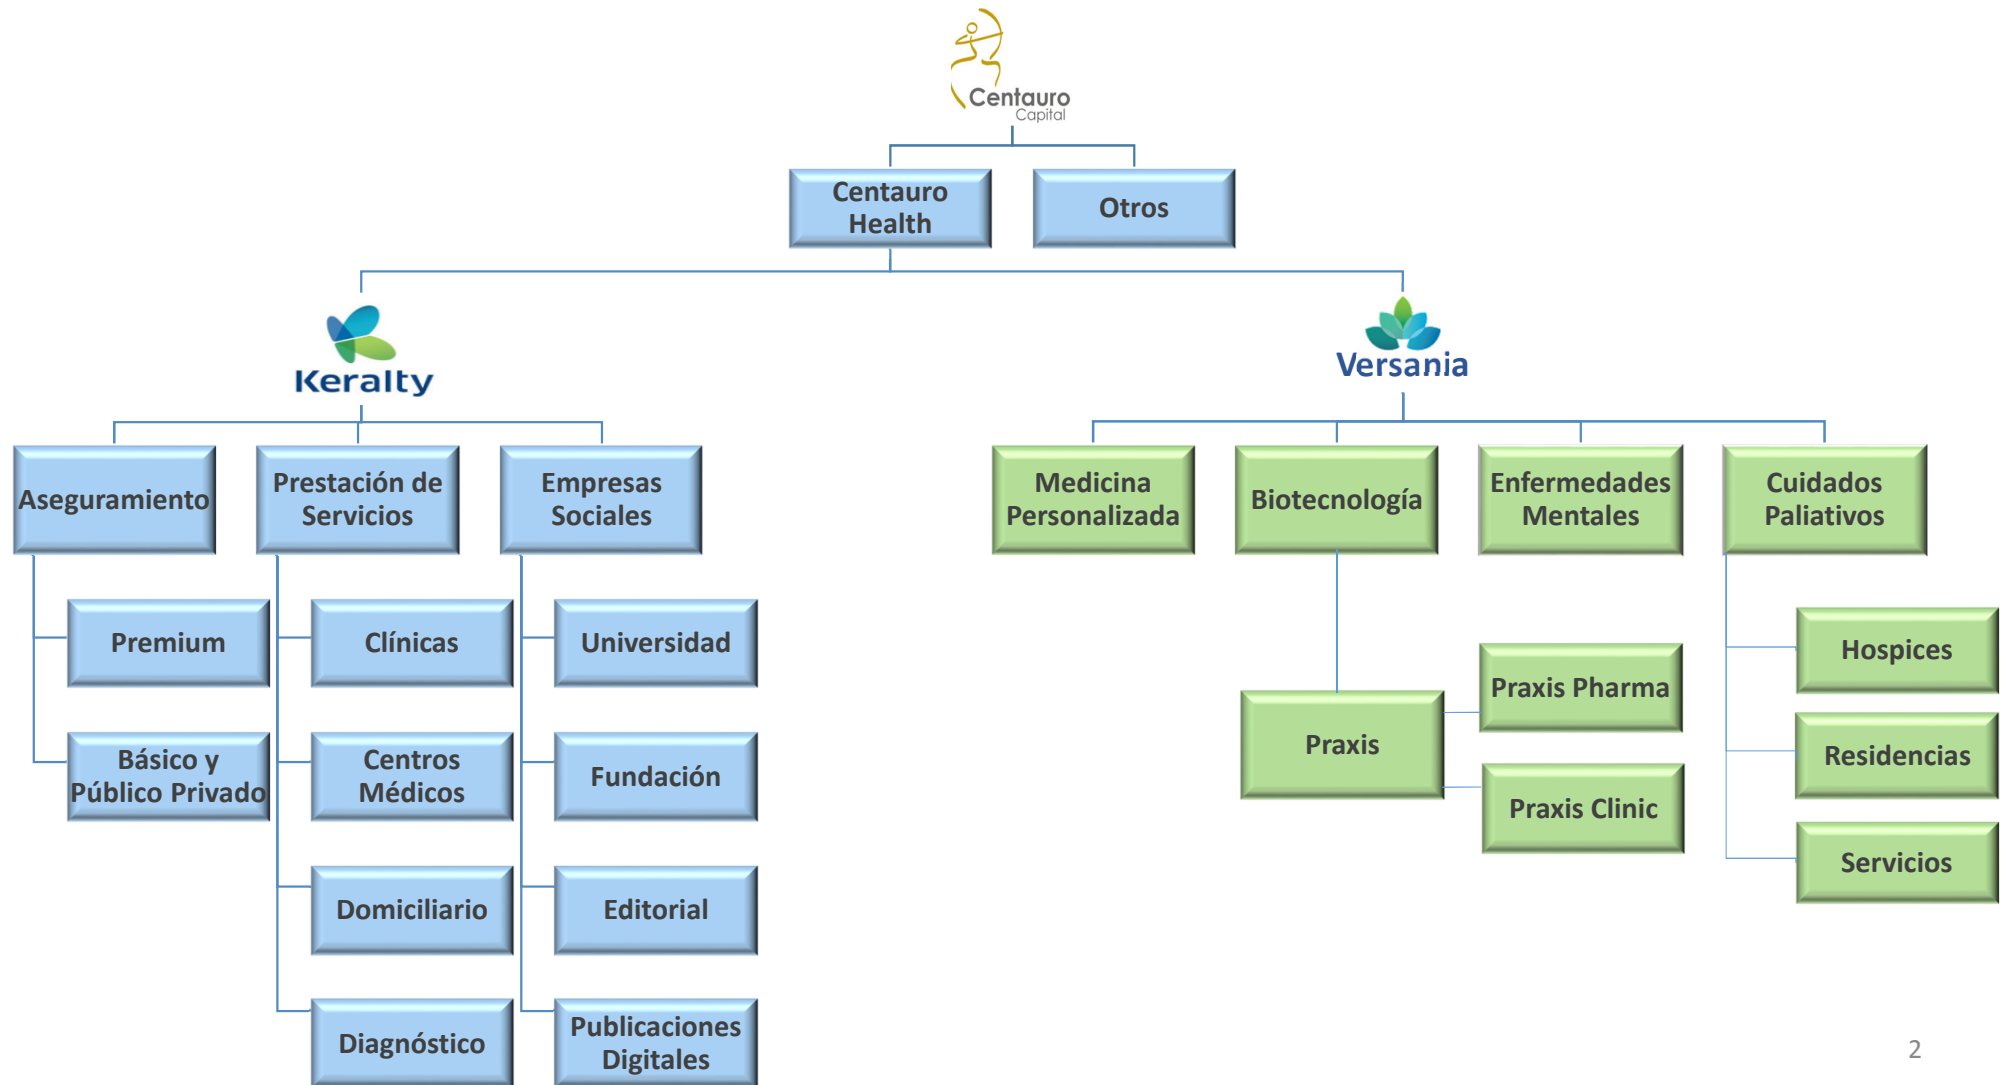 Centauro
Capital
Centauro
Health
Otros
Keralty
Versania
Aseguramiento
Prestación de
Servicios
Empresas
Sociales
Medicina
Personalizada
Biotecnología
Enfermedades
Mentales
Cuidados
Paliativos
Premium
Clínicas
Universidad
Hospices
Praxis Pharma
Praxis
Básico y
Público Privado
Centros
Médicos
Fundación
Residencias
Praxis Clinic
Servicios
Domiciliario
Editorial
Diagnóstico
Publicaciones
Digitales
2